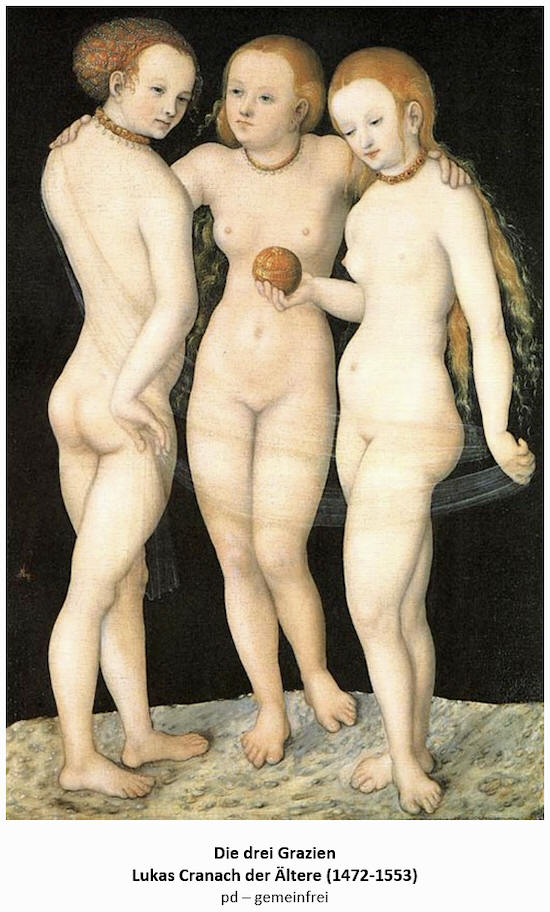 Die drei Grazien
Lukas Cranach der Ältere (1472-1553)
pd – gemeinfrei